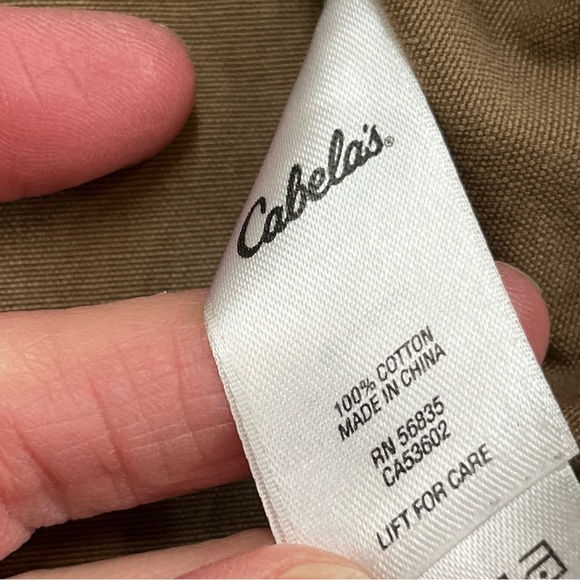 Cabela's®
100% COTTON
MADE IN CHINA
RN 56835
CA53602
LIFT FOR CARE